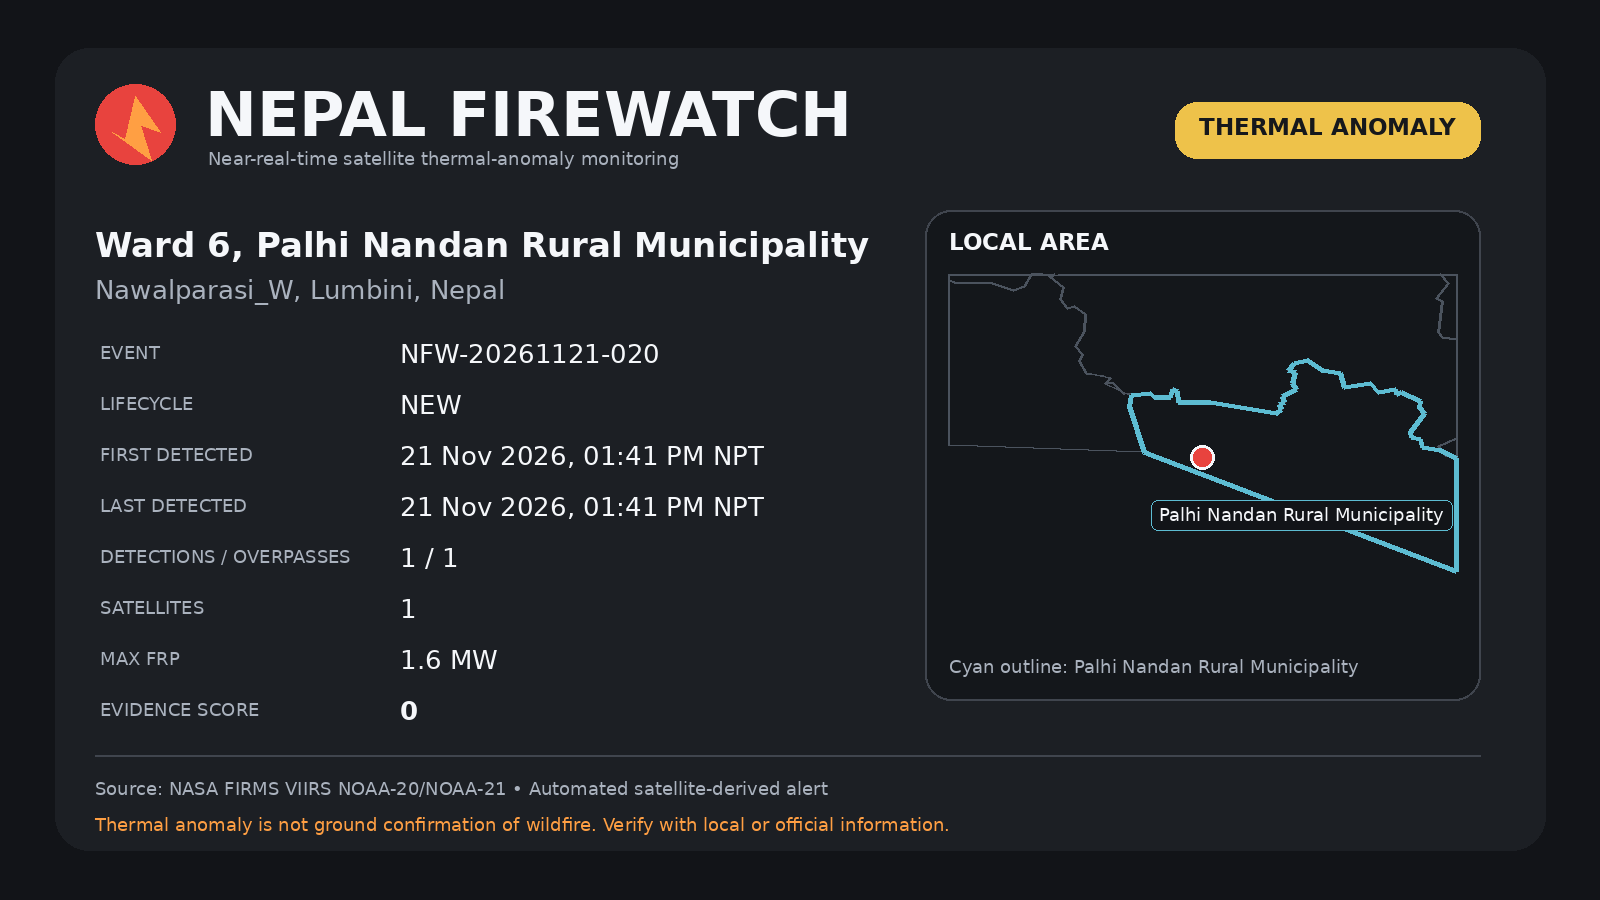 NEPAL FIREWATCH
Near-real-time satellite thermal-anomaly monitoring
THERMAL ANOMALY
Ward 6, Palhi Nandan Rural Municipality
Nawalparasi_W, Lumbini, Nepal
EVENT NFW-20261121-020
LIFECYCLE NEW
FIRST DETECTED 21 Nov 2026, 01:41 PM NPT
LAST DETECTED 21 Nov 2026, 01:41 PM NPT
DETECTIONS / OVERPASSES 1 / 1
SATELLITES 1
MAX FRP 1.6 MW
EVIDENCE SCORE 0
LOCAL AREA
Palhi Nandan Rural Municipality
Cyan outline: Palhi Nandan Rural Municipality
Source: NASA FIRMS VIIRS NOAA-20/NOAA-21 • Automated satellite-derived alert
Thermal anomaly is not ground confirmation of wildfire. Verify with local or official information.